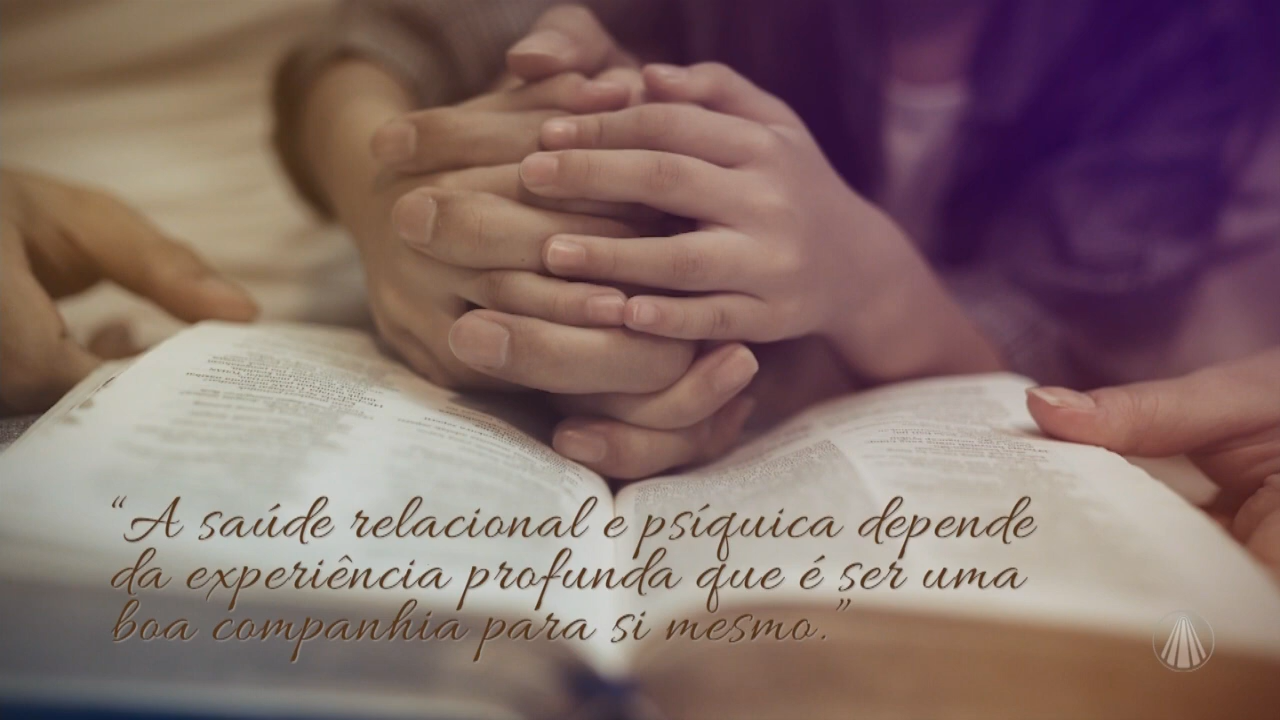 “A saúde relacional e psíquica depende
da experiência profunda que é ser uma
boa companhia para si mesmo.”